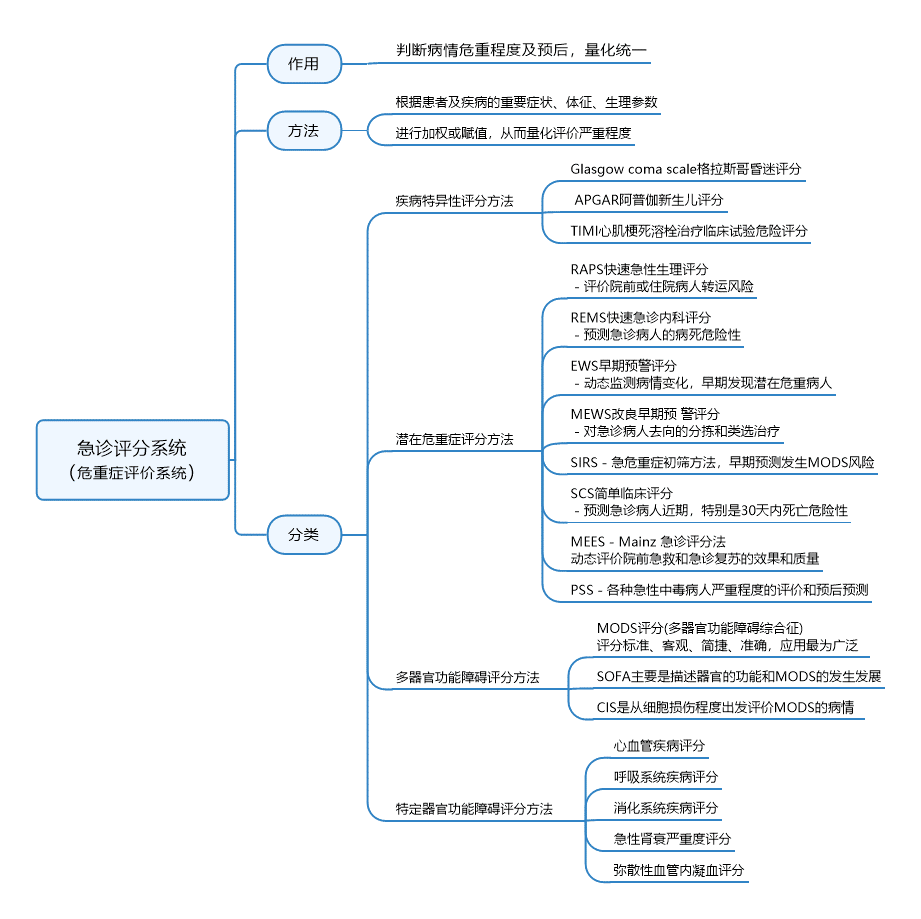 急诊评分系统
（危重症评价系统）
作用
判断病情危重程度及预后，量化统一
方法
根据患者及疾病的重要症状、体征、生理参数
进行加权或赋值，从而量化评价严重程度
分类
疾病特异性评分方法
Glasgow coma scale格拉斯哥昏迷评分
APGAR阿普伽新生儿评分
TIMI心肌梗死溶栓治疗临床试验危险评分
潜在危重症评分方法
RAPS快速急性生理评分
- 评价院前或住院病人转运风险
REMS快速急诊内科评分
- 预测急诊病人的病死危险性
EWS早期预警评分
- 动态监测病情变化，早期发现潜在危重病人
MEWS改良早期预 警评分
- 对急诊病人去向的分拣和类选治疗
SIRS - 急危重症初筛方法，早期预测发生MODS风险
SCS简单临床评分
- 预测急诊病人近期，特别是30天内死亡危险性
MEES - Mainz 急诊评分法
动态评价院前急救和急诊复苏的效果和质量
PSS - 各种急性中毒病人严重程度的评价和预后预测
多器官功能障碍评分方法
MODS评分(多器官功能障碍综合征)
评分标准、客观、简捷、准确，应用最为广泛
SOFA主要是描述器官的功能和MODS的发生发展
CIS是从细胞损伤程度出发评价MODS的病情
特定器官功能障碍评分方法
心血管疾病评分
呼吸系统疾病评分
消化系统疾病评分
急性肾衰严重度评分
弥散性血管内凝血评分